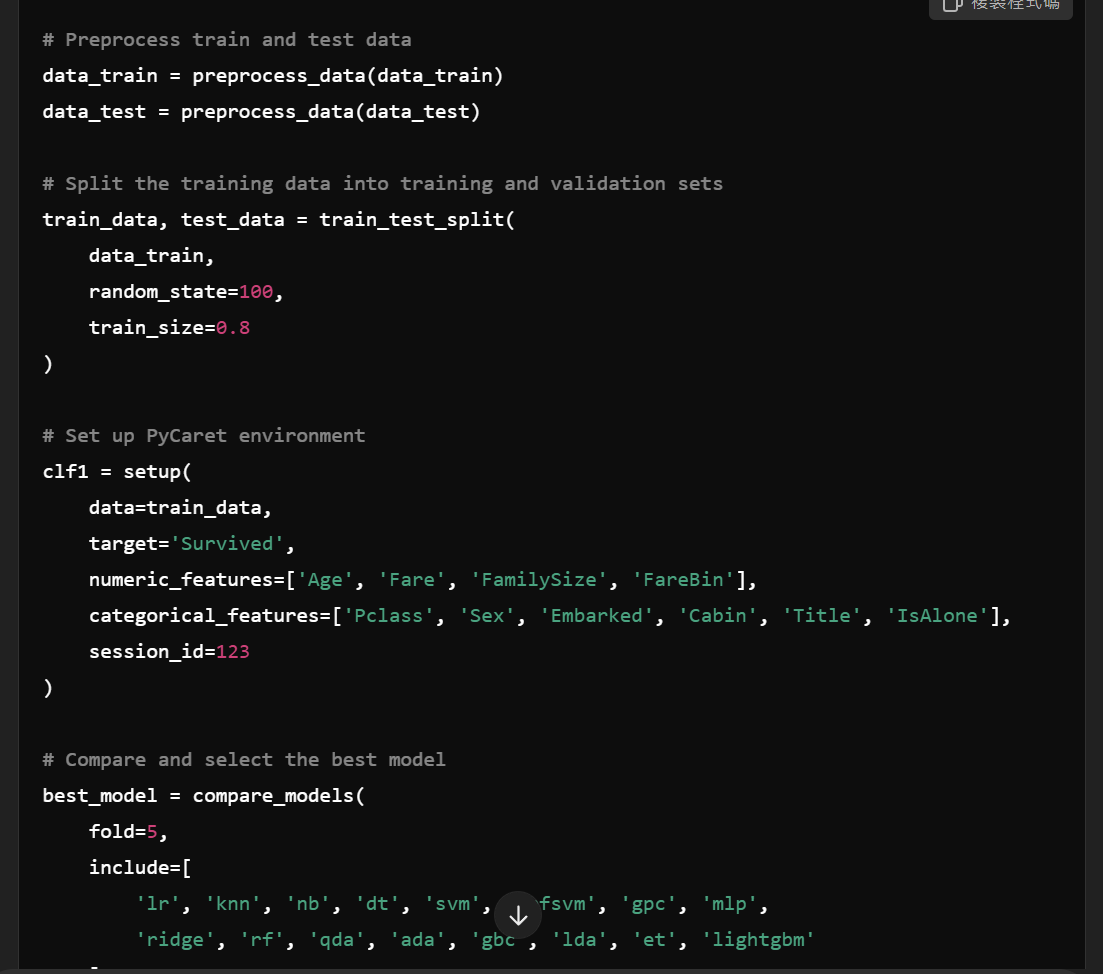 # Preprocess train and test data
data_train = preprocess_data(data_train)
data_test = preprocess_data(data_test)
# Split the training data into training and validation sets
train_data, test_data = train_test_split(
    data_train,
    random_state=100,
    train_size=0.8
)
# Set up PyCaret environment
clf1 = setup(
    data=train_data,
    target='Survived',
    numeric_features=['Age', 'Fare', 'FamilySize', 'FareBin'],
    categorical_features=['Pclass', 'Sex', 'Embarked', 'Cabin', 'Title', 'IsAlone'],
    session_id=123
)
# Compare and select the best model
best_model = compare_models(
    fold=5,
    include=[
        'lr', 'knn', 'nb', 'dt', 'svm', fsvm', 'gpc', 'mlp',
        'ridge', 'rf', 'qda', 'ada', 'gbc', 'lda', 'et', 'lightgbm'